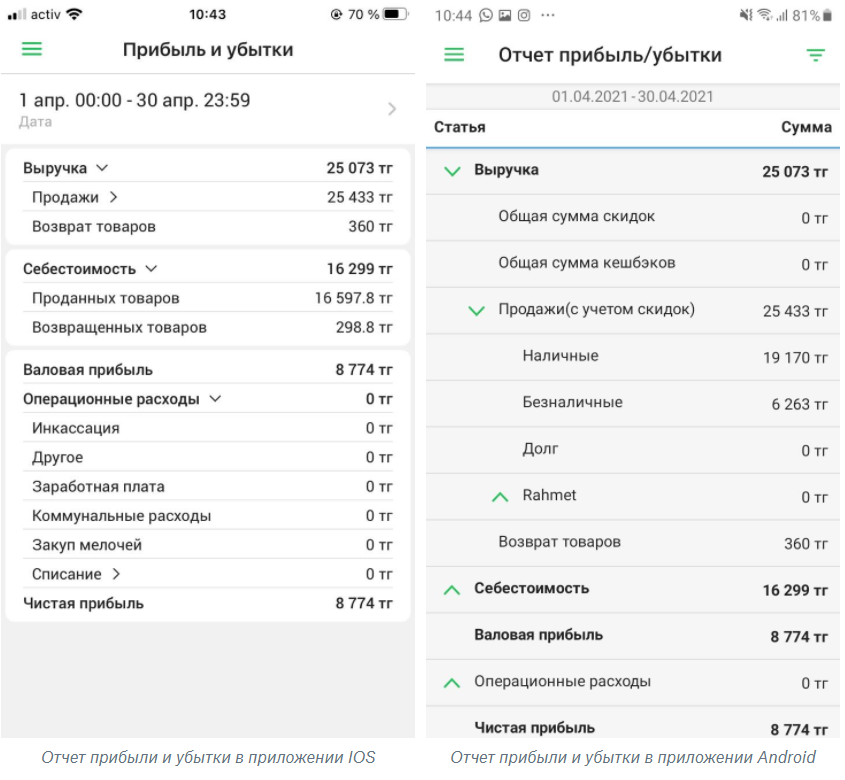 activ 10:43 70 %
Прибыль и убытки
1 апр. 00:00 - 30 апр. 23:59
Дата
Выручка 25 073 тг
Продажи 25 433 тг
Возврат товаров 360 тг
Себестоимость 16 299 тг
Проданных товаров 16 597.8 тг
Возвращенных товаров 298.8 тг
Валовая прибыль 8 774 тг
Операционные расходы 0 тг
Инкассация 0 тг
Другое 0 тг
Заработная плата 0 тг
Коммунальные расходы 0 тг
Закуп мелочей 0 тг
Списание 0 тг
Чистая прибыль 8 774 тг
Отчет прибыли и убытки в приложении IOS
10:44 81%
Отчет прибыль/убытки
01.04.2021 - 30.04.2021
Статья Сумма
Выручка 25 073 тг
Общая сумма скидок 0 тг
Общая сумма кешбэков 0 тг
Продажи(с учетом скидок) 25 433 тг
Наличные 19 170 тг
Безналичные 6 263 тг
Долг 0 тг
Rahmet 0 тг
Возврат товаров 360 тг
Себестоимость 16 299 тг
Валовая прибыль 8 774 тг
Операционные расходы 0 тг
Чистая прибыль 8 774 тг
Отчет прибыли и убытки в приложении Android